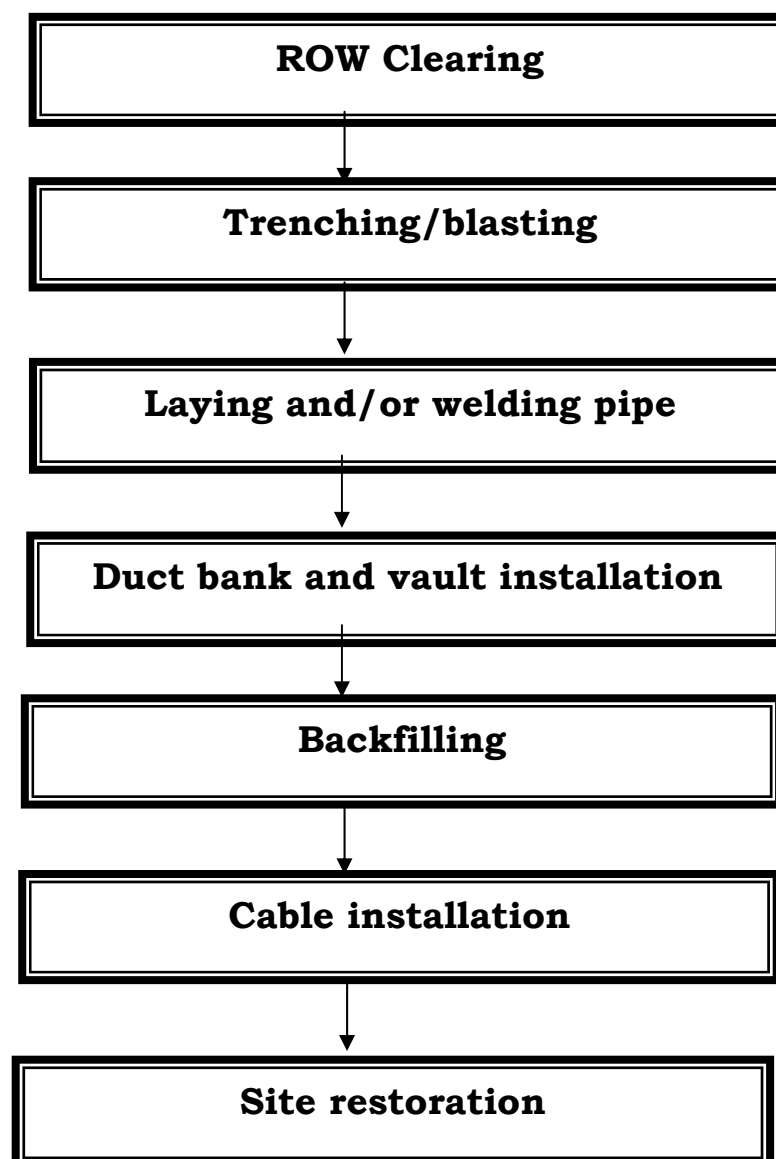 ROW Clearing
Trenching/blasting
Laying and/or welding pipe
Duct bank and vault installation
Backfilling
Cable installation
Site restoration